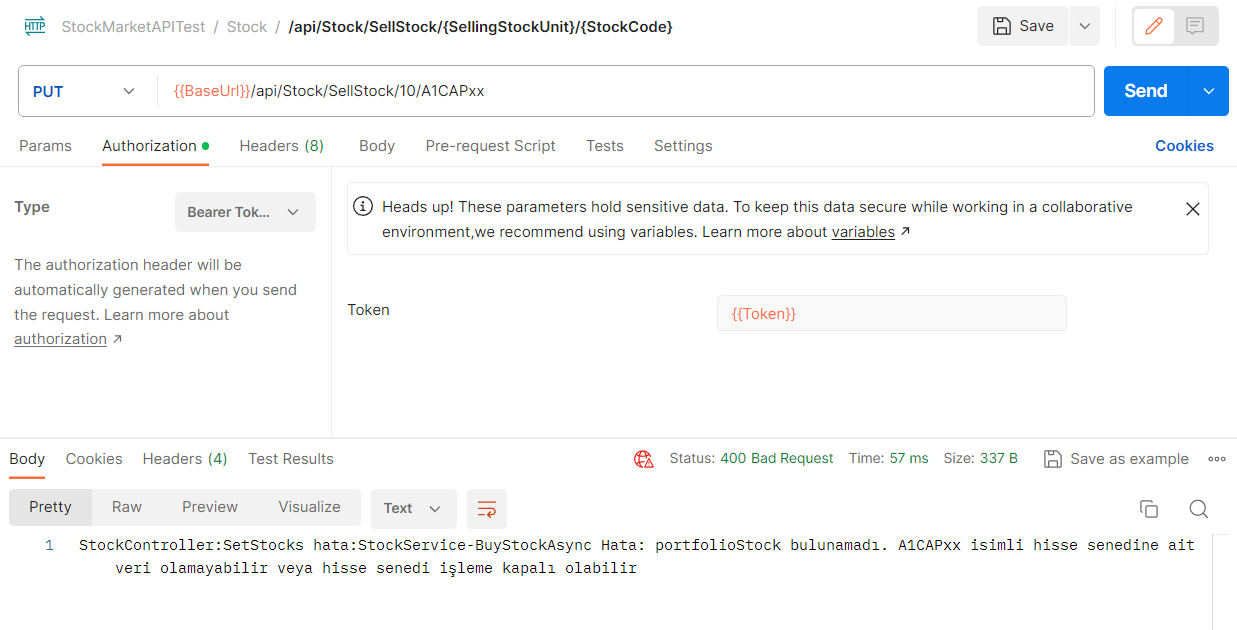 HTTP StockMarketAPITest / Stock / /api/Stock/SellStock/{SellingStockUnit}/{StockCode} Save
PUT {{BaseUrl}}/api/Stock/SellStock/10/A1CAPxx Send
Params Authorization Headers (8) Body Pre-request Script Tests Settings Cookies
Type Bearer Tok...
The authorization header will be
automatically generated when you send
the request. Learn more about
authorization ↗
Heads up! These parameters hold sensitive data. To keep this data secure while working in a collaborative
environment,we recommend using variables. Learn more about variables ↗
Token {{Token}}
Body Cookies Headers (4) Test Results Status: 400 Bad Request Time: 57 ms Size: 337 B Save as example
Pretty Raw Preview Visualize Text
1 StockController:SetStocks hata:StockService-BuyStockAsync Hata: portfolioStock bulunamadı. A1CAPxx isimli hisse senedine ait
veri olamayabilir veya hisse senedi işleme kapalı olabilir